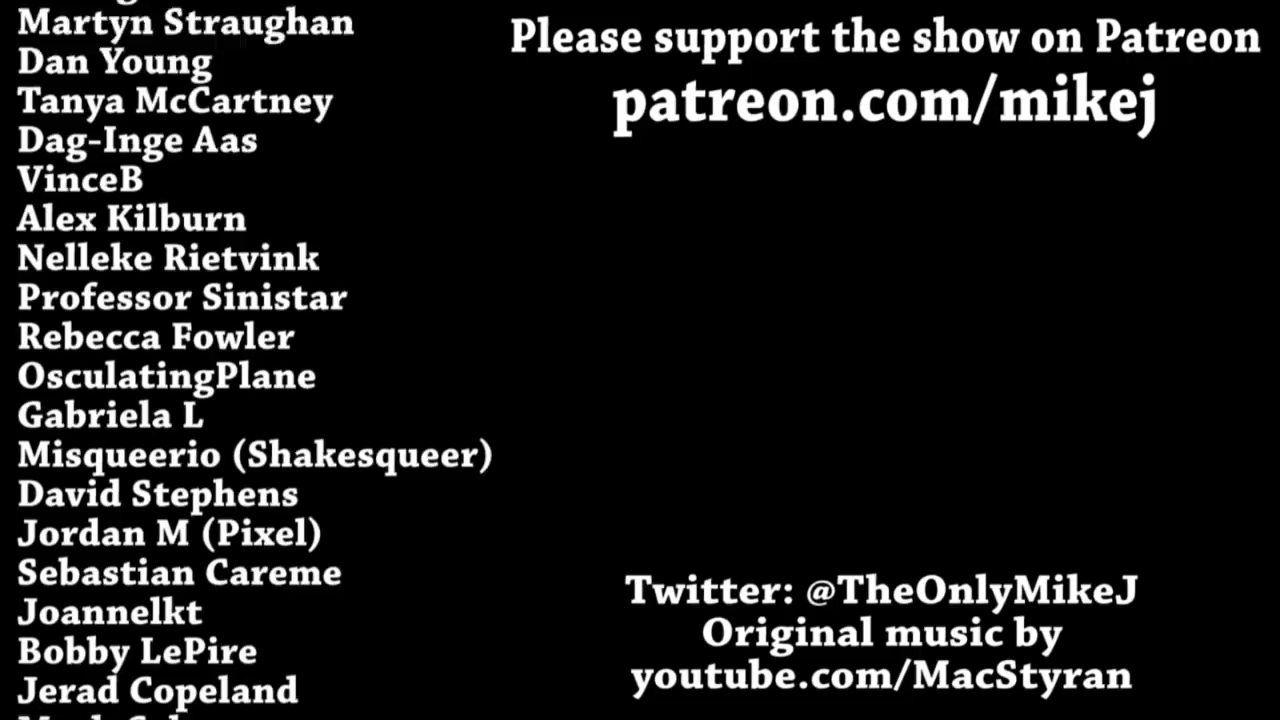 Martyn Straughan
Dan Young
Tanya McCartney
Dag-Inge Aas
VinceB
Alex Kilburn
Nelleke Rietvink
Professor Sinistar
Rebecca Fowler
OsculatingPlane
Gabriela L
Misqueerio (Shakesqueer)
David Stephens
Jordan M (Pixel)
Sebastian Careme
Joannelkt
Bobby LePire
Jerad Copeland
Please support the show on Patreon
patreon.com/mikej
Twitter: @TheOnlyMikeJ
Original music by
youtube.com/MacStyran